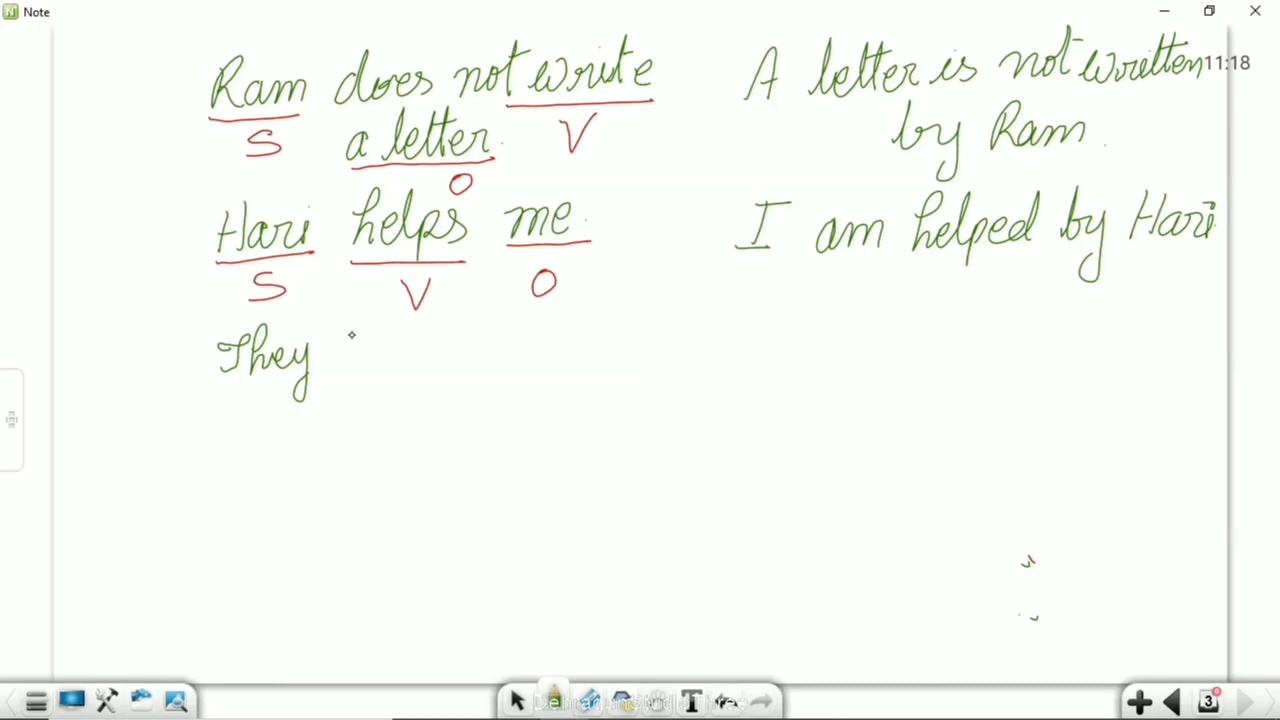 Note
Ram does not write
S
a letter.
V
O
A letter is not written
by Ram.
11:18
Hari helps me.
S V O
I am helped by Hari
They
T
3